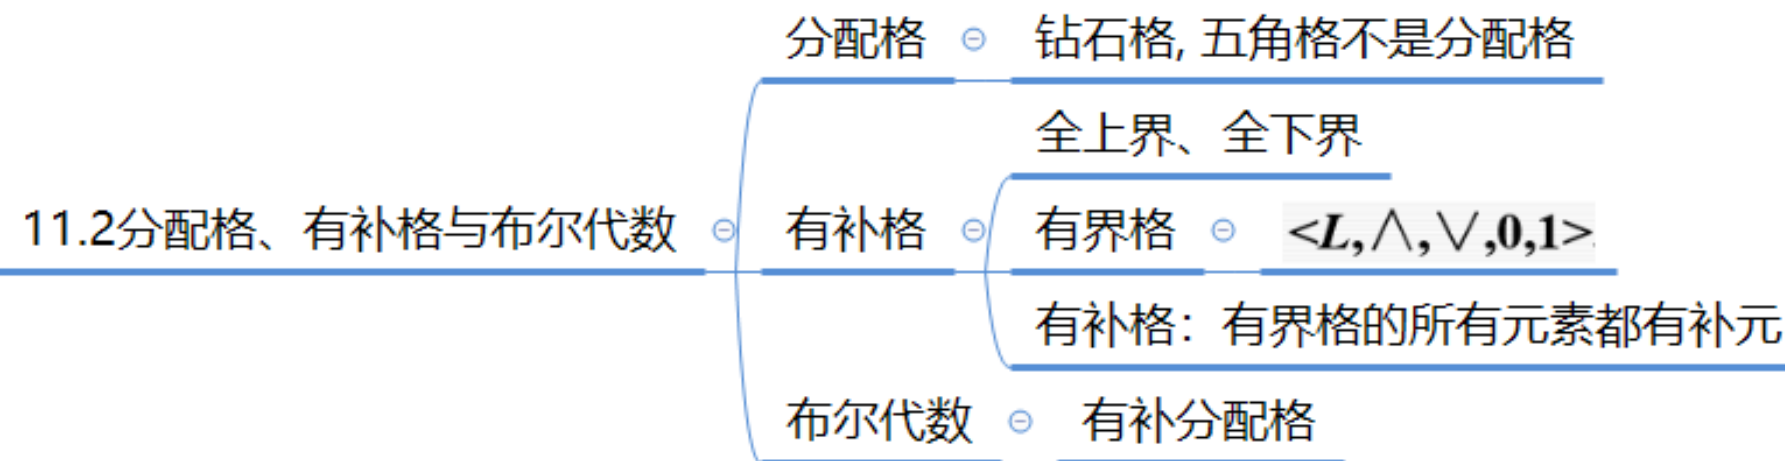 分配格
钻石格, 五角格不是分配格
全上界、全下界
11.2分配格、有补格与布尔代数
有补格
有界格
<L,∧,∨,0,1>
有补格：有界格的所有元素都有补元
布尔代数
有补分配格